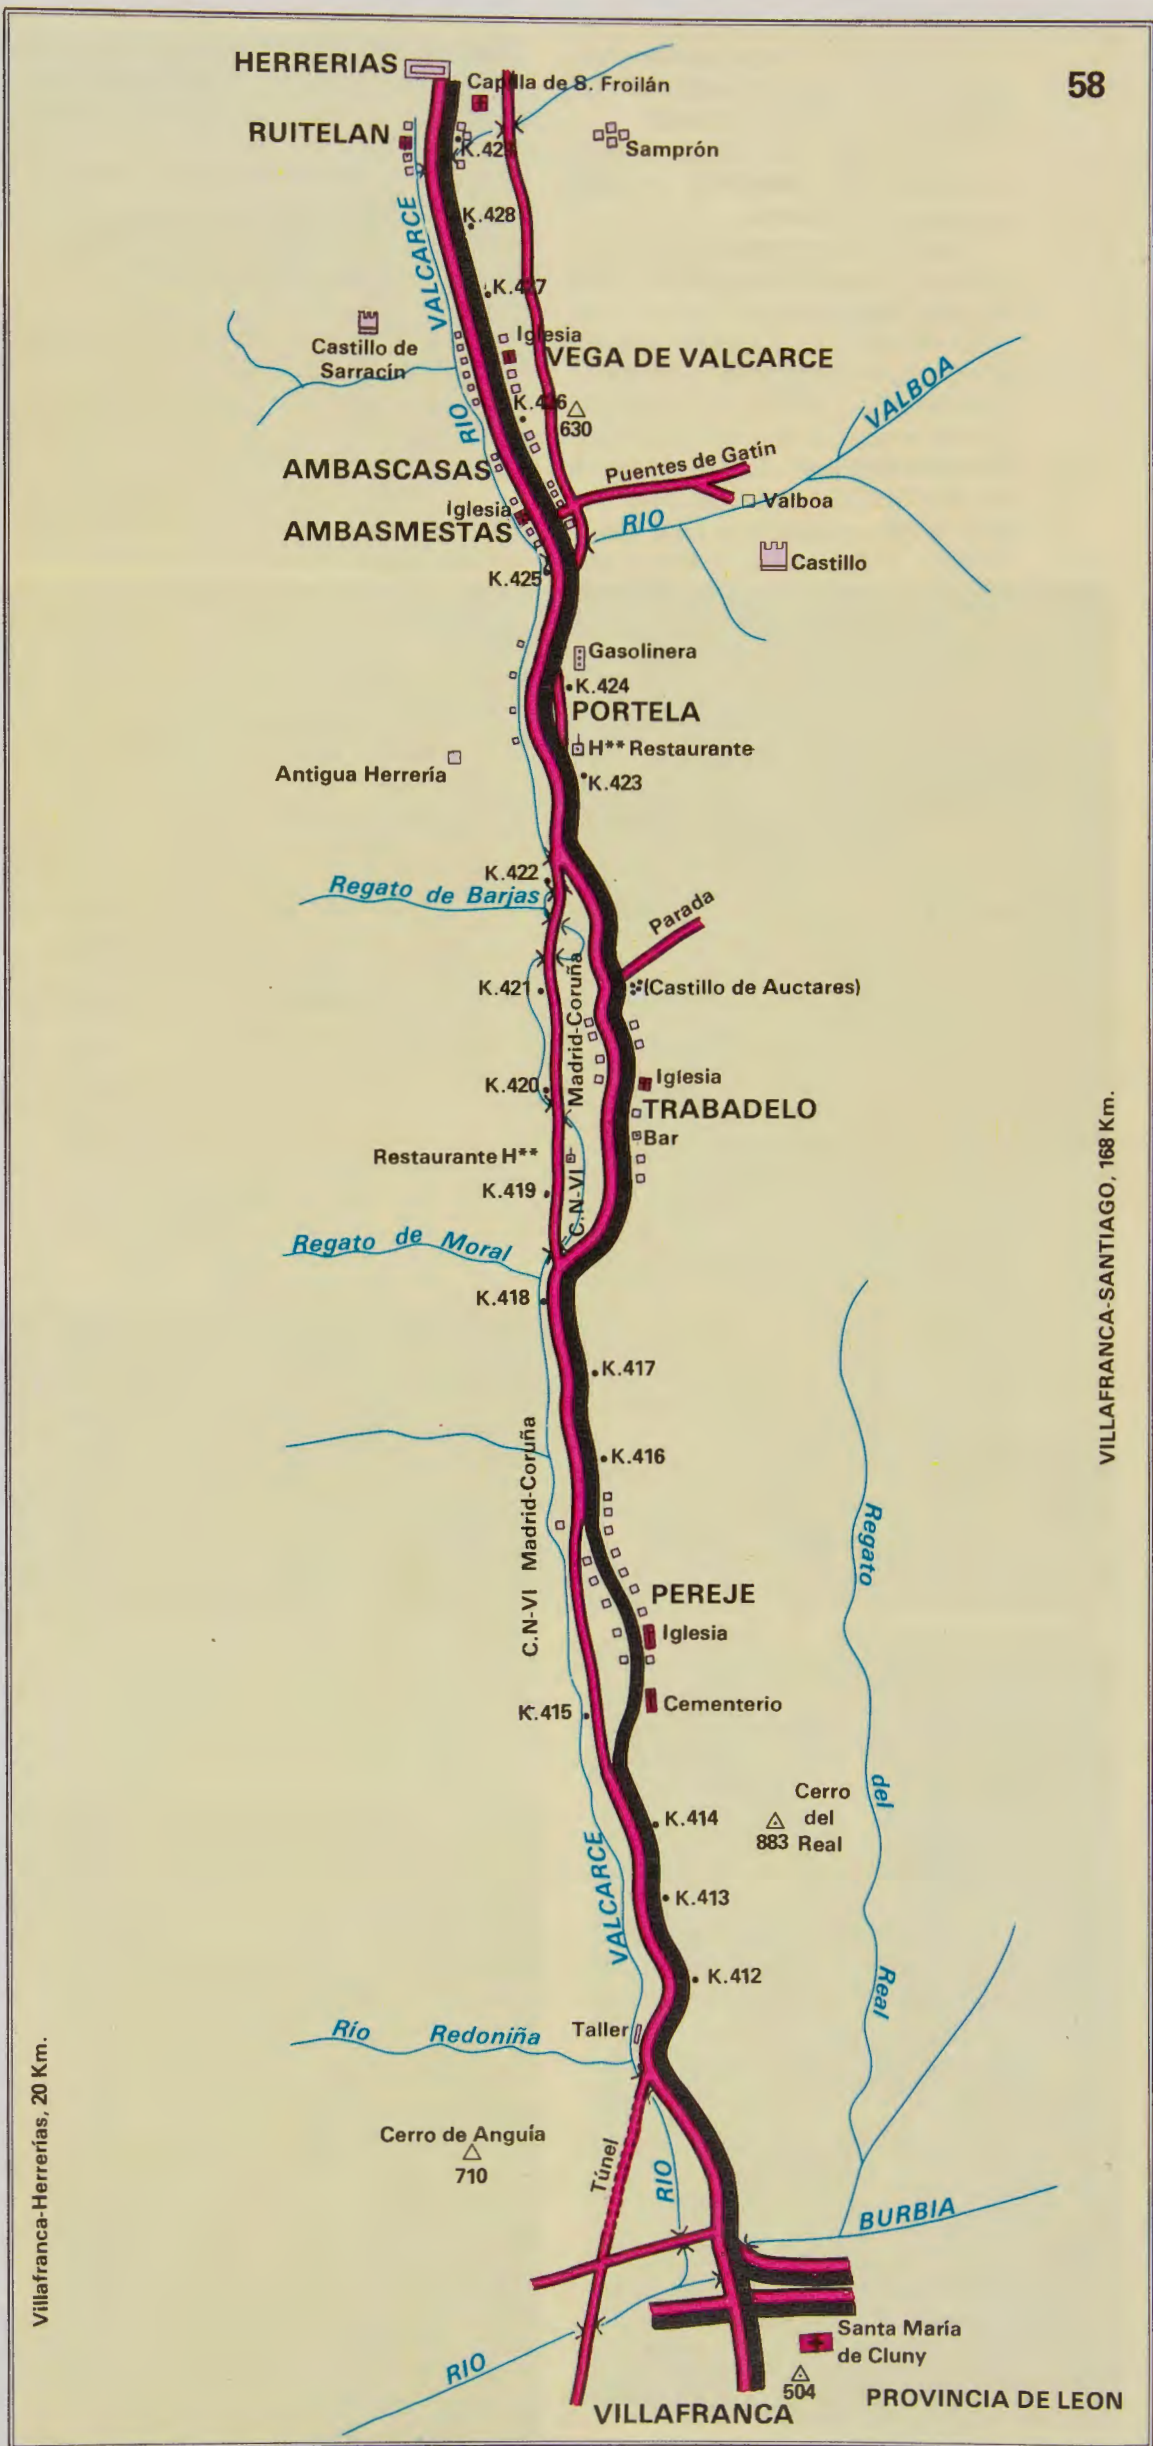 58
HERRERIAS
Capilla de S. Froilán
RUITELAN
K.429
Samprón
K.428
VALCARCE
K.427
Iglesia
VEGA DE VALCARCE
Castillo de
Sarracín
K.426
630
RIO
VALBOA
AMBASCASAS
Puentes de Gatín
Valboa
Iglesia
RIO
AMBASMESTAS
Castillo
K.425
Gasolinera
K.424
PORTELA
H** Restaurante
Antigua Herrería
K.423
K.422
Regato de Barjas
Parada
K.421
(Castillo de Auctares)
C.N-VI Madrid-Coruña
K.420
Iglesia
TRABADELO
Bar
Restaurante H**
K.419
Regato de Moral
K.418
VILLAFRANCA-SANTIAGO, 168 Km.
K.417
K.416
C.N-VI Madrid-Coruña
Regato del Real
PEREJE
Iglesia
K.415
Cementerio
Cerro
del
Real
883
K.414
VALCARCE
K.413
K.412
Taller
Río Redoniña
Villafranca-Herrerías, 20 Km.
Cerro de Anguía
710
Túnel
RIO
BURBIA
Santa María
de Cluny
RIO
504
PROVINCIA DE LEON
VILLAFRANCA